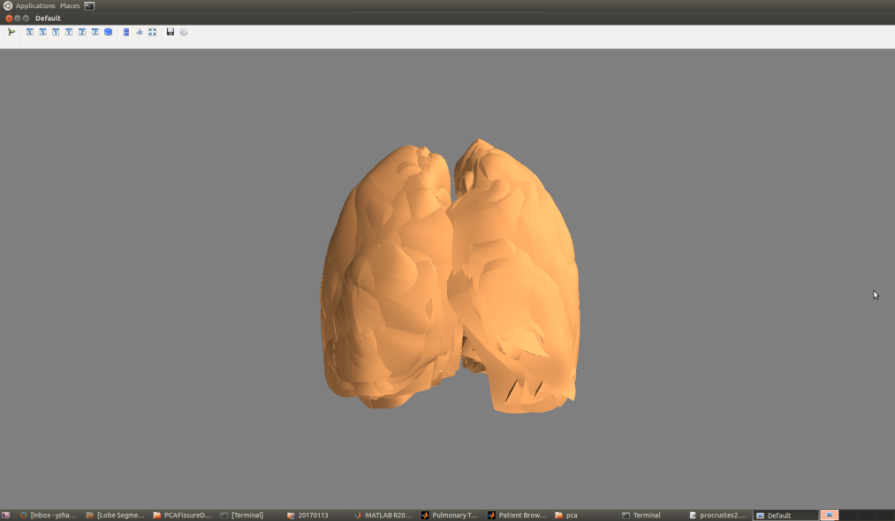 Applications Places
Default
[Inbox - yzha... [Lobe Segme... PCAFissureD... [Terminal] 20170113 MATLAB R20... Pulmonary T... Patient Brow... pca Terminal procrustes2.... Default